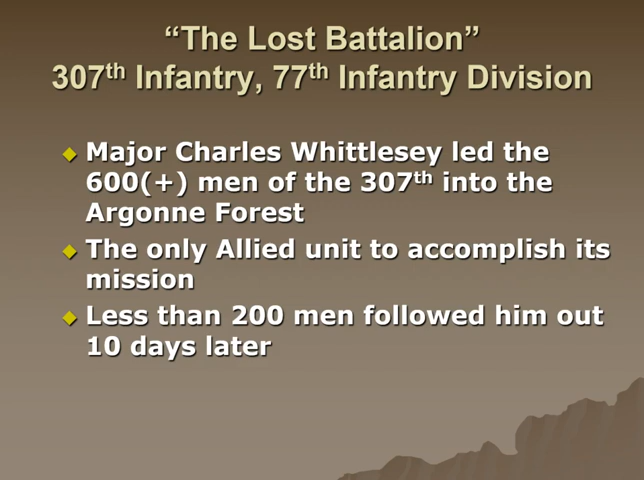 “The Lost Battalion”
307th Infantry, 77th Infantry Division
Major Charles Whittlesey led the
600(+) men of the 307th into the
Argonne Forest
The only Allied unit to accomplish its
mission
Less than 200 men followed him out
10 days later